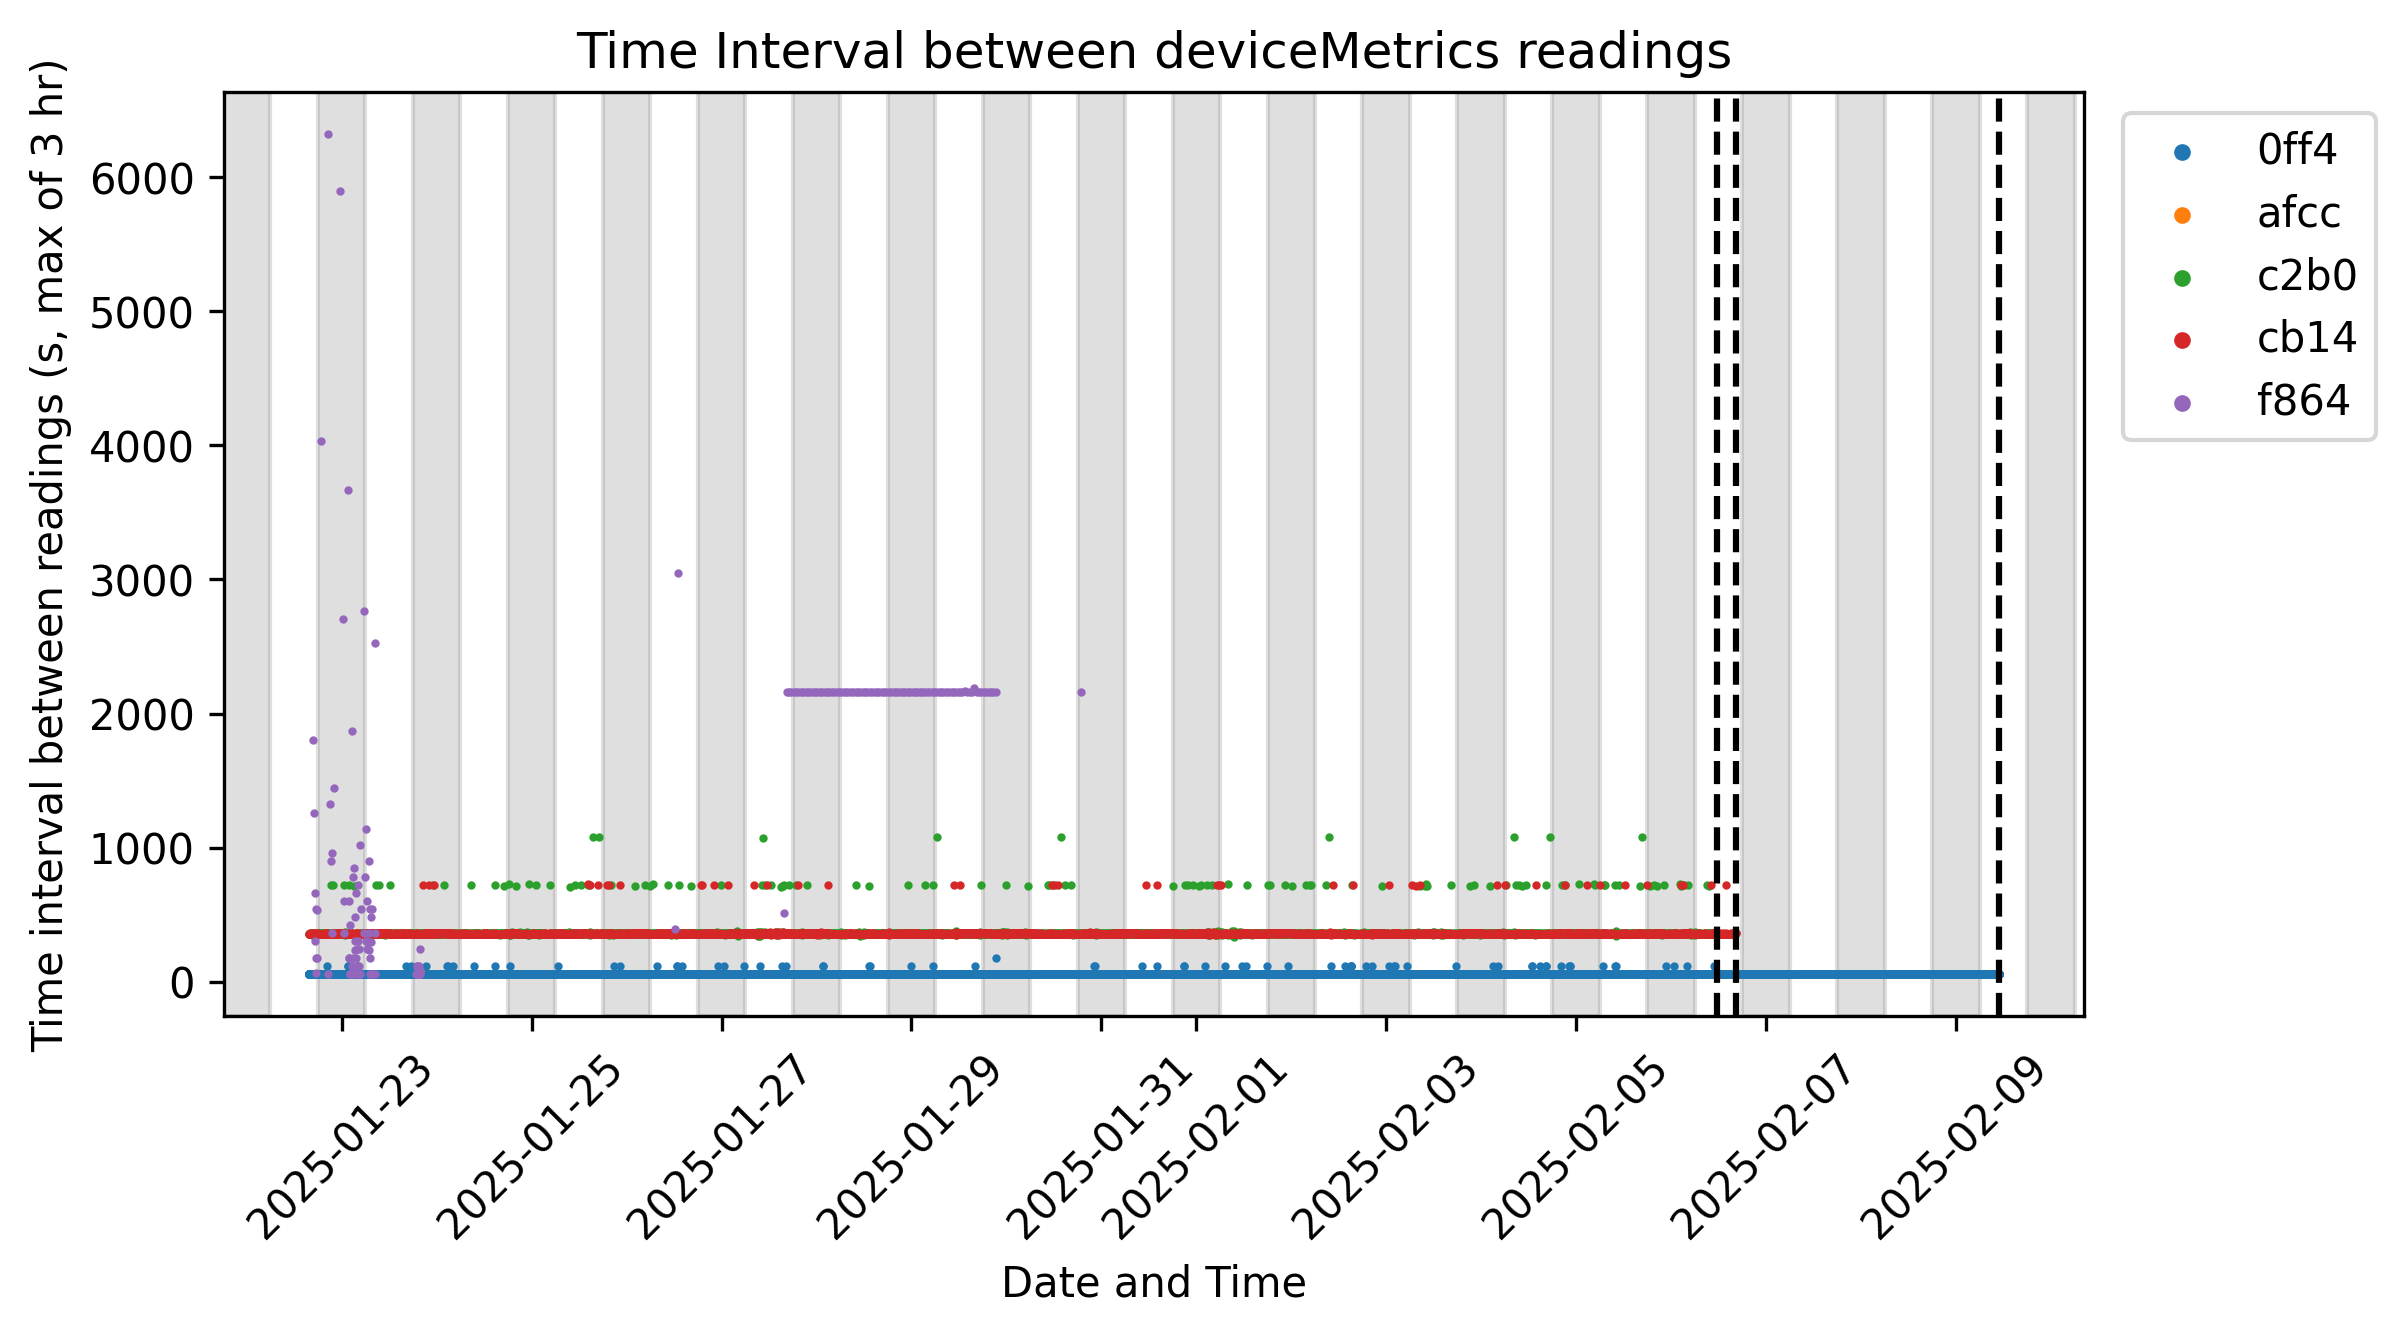 Time Interval between deviceMetrics readings
Time interval between readings (s, max of 3 hr)
6000
5000
4000
3000
2000
1000
0
2025-01-23
2025-01-25
2025-01-27
2025-01-29
2025-01-31
2025-02-01
2025-02-03
2025-02-05
2025-02-07
2025-02-09
Date and Time
0ff4
afcc
c2b0
cb14
f864